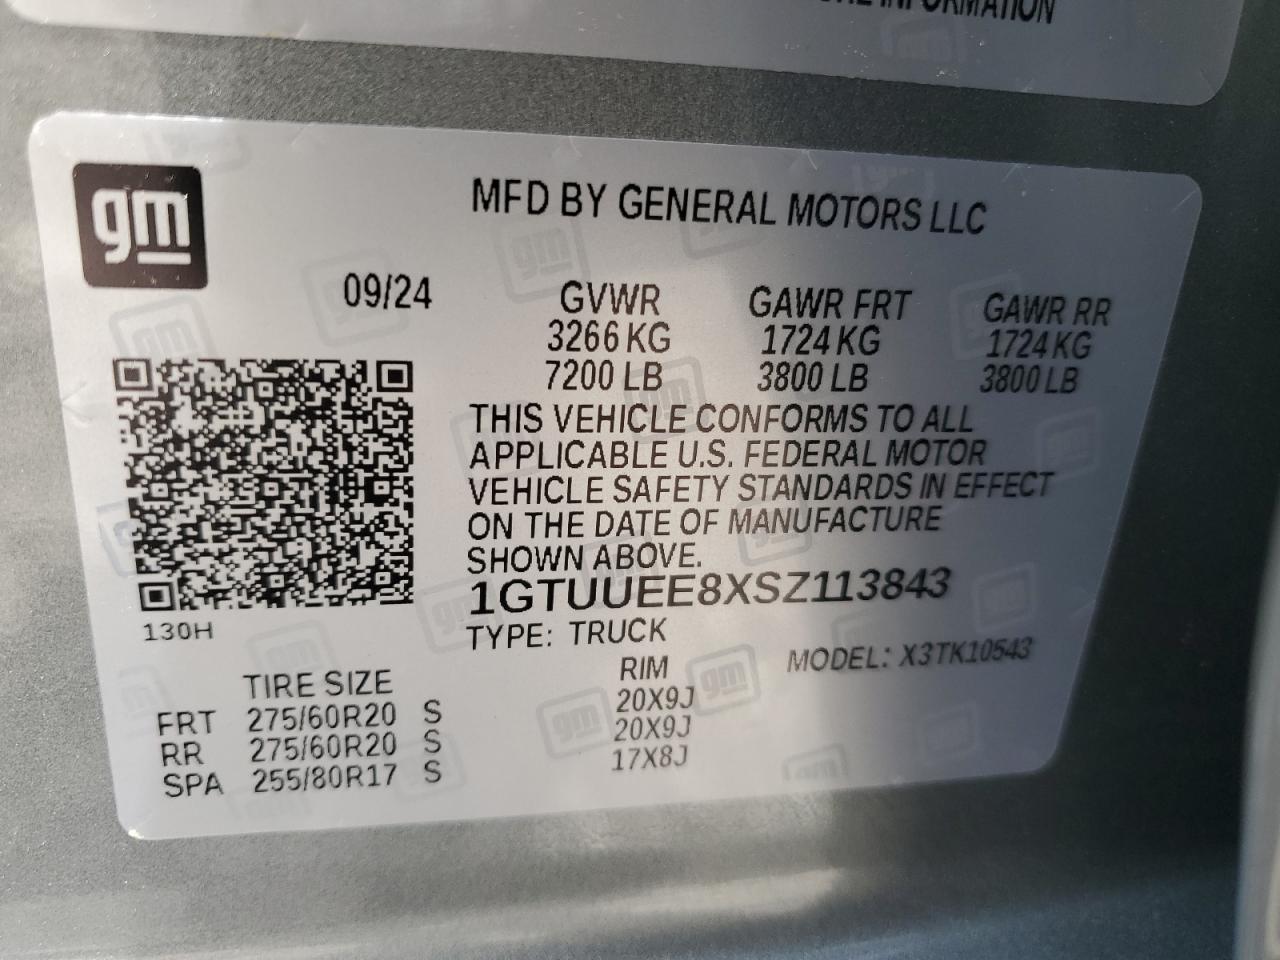 INFORMATION
gm
MFD BY GENERAL MOTORS LLC
09/24 GVWR GAWR FRT GAWR RR
3266 KG 1724 KG 1724 KG
7200 LB 3800 LB 3800 LB
THIS VEHICLE CONFORMS TO ALL
APPLICABLE U.S. FEDERAL MOTOR
VEHICLE SAFETY STANDARDS IN EFFECT
ON THE DATE OF MANUFACTURE
SHOWN ABOVE.
1GTUUEE8XSZ113843
130H
TYPE: TRUCK MODEL: X3TK10543
TIRE SIZE RIM
FRT 275/60R20 S 20X9J
RR 275/60R20 S 20X9J
SPA 255/80R17 S 17X8J